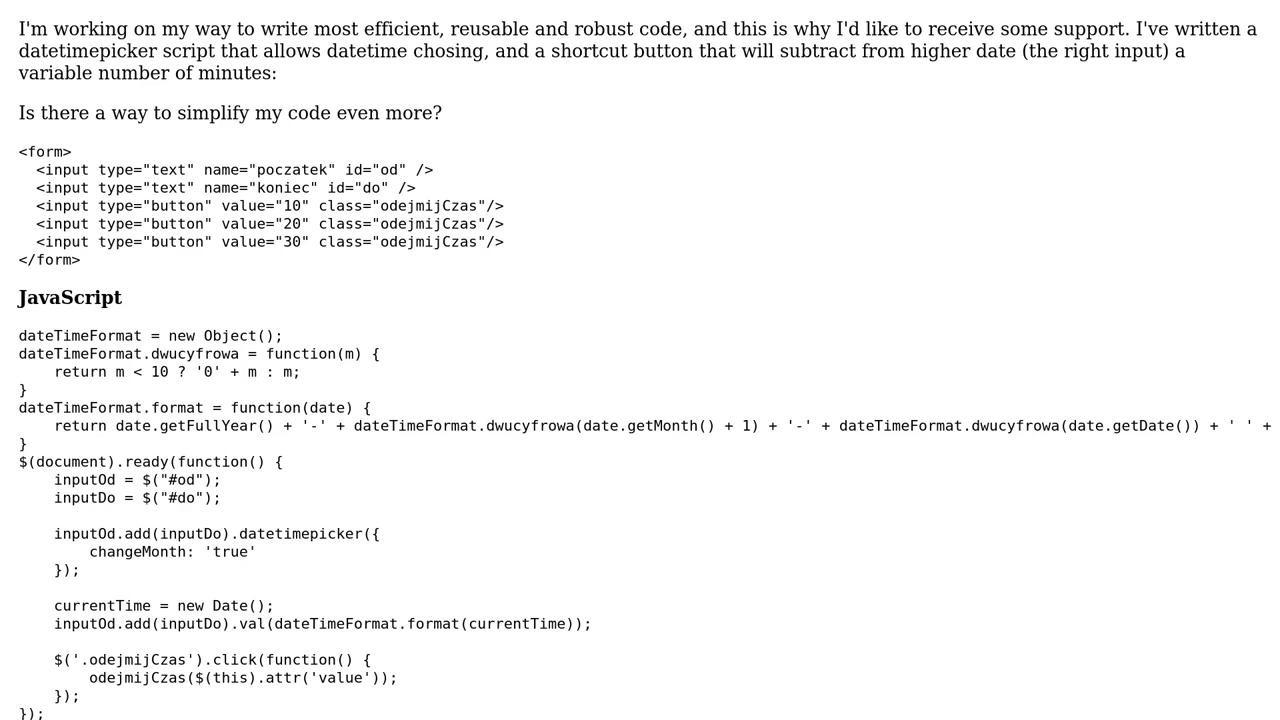 I'm working on my way to write most efficient, reusable and robust code, and this is why I'd like to receive some support. I've written a
datetimepicker script that allows datetime chosing, and a shortcut button that will subtract from higher date (the right input) a
variable number of minutes:
Is there a way to simplify my code even more?
<form>
  <input type="text" name="poczatek" id="od" />
  <input type="text" name="koniec" id="do" />
  <input type="button" value="10" class="odejmijCzas"/>
  <input type="button" value="20" class="odejmijCzas"/>
  <input type="button" value="30" class="odejmijCzas"/>
</form>
JavaScript
dateTimeFormat = new Object();
dateTimeFormat.dwucyfrowa = function(m) {
    return m < 10 ? '0' + m : m;
}
dateTimeFormat.format = function(date) {
    return date.getFullYear() + '-' + dateTimeFormat.dwucyfrowa(date.getMonth() + 1) + '-' + dateTimeFormat.dwucyfrowa(date.getDate()) + ' ' +
}
$(document).ready(function() {
    inputOd = $("#od");
    inputDo = $("#do");
    inputOd.add(inputDo).datetimepicker({
        changeMonth: 'true'
    });
    currentTime = new Date();
    inputOd.add(inputDo).val(dateTimeFormat.format(currentTime));
    $('.odejmijCzas').click(function() {
        odejmijCzas($(this).attr('value'));
    });
});